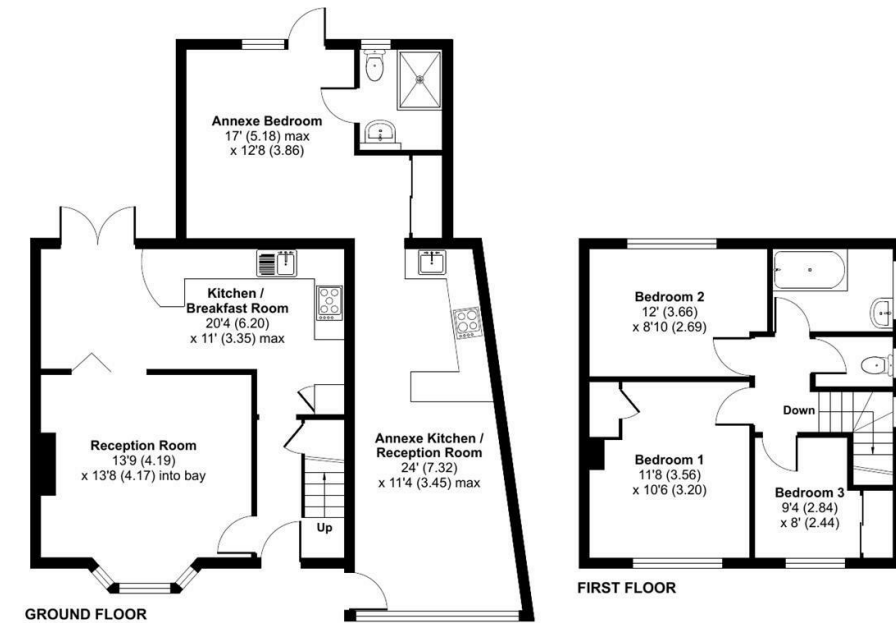 Annexe Bedroom
17' (5.18) max
x 12'8 (3.86)
Kitchen /
Breakfast Room
20'4 (6.20)
x 11' (3.35) max
Reception Room
13'9 (4.19)
x 13'8 (4.17) into bay
Annexe Kitchen /
Reception Room
24' (7.32)
x 11'4 (3.45) max
Up
GROUND FLOOR
Bedroom 2
12' (3.66)
x 8'10 (2.69)
Down
Bedroom 1
11'8 (3.56)
x 10'6 (3.20)
Bedroom 3
9'4 (2.84)
x 8' (2.44)
FIRST FLOOR